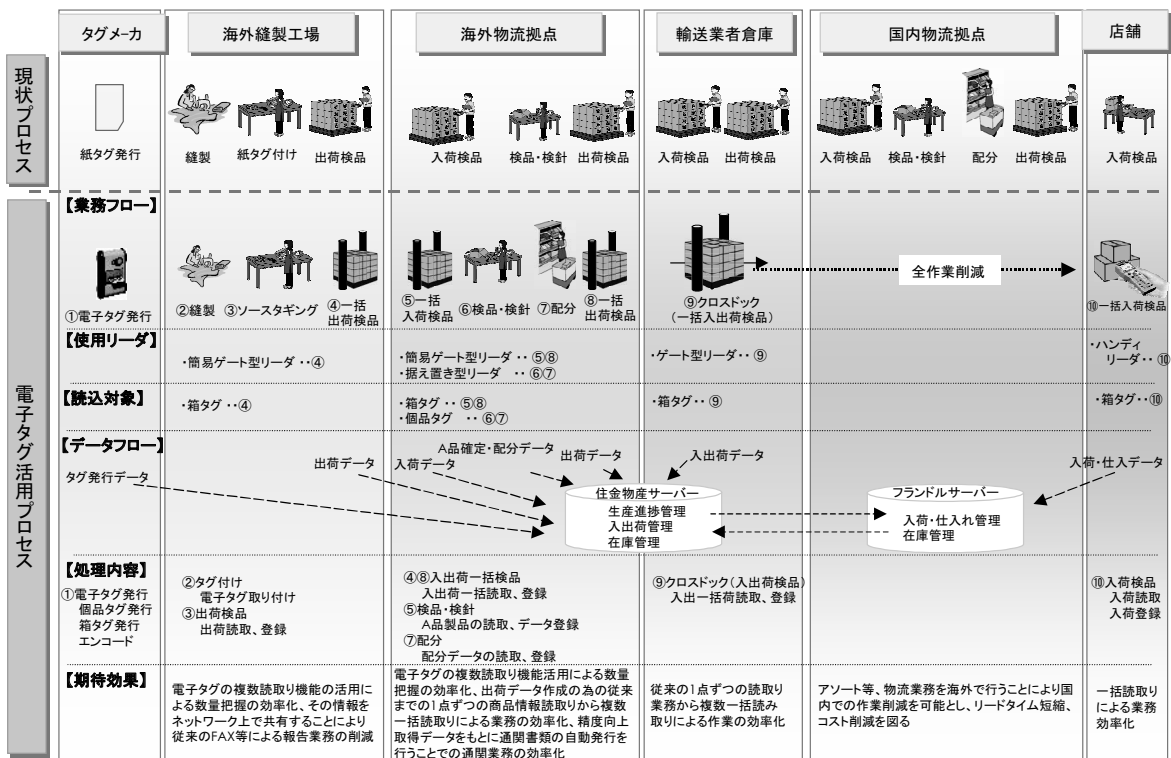 タグメーカ
海外縫製工場
海外物流拠点
輸送業者倉庫
国内物流拠点
店舗
現状プロセス
紙タグ発行
縫製
紙タグ付け
出荷検品
入荷検品
検品・検針
出荷検品
入荷検品
出荷検品
入荷検品
検品・検針
配分
出荷検品
入荷検品
電子タグ活用プロセス
【業務フロー】
①電子タグ発行
②縫製
③ソースタギング
④一括
出荷検品
⑤一括
入荷検品
⑥検品・検針
⑦配分
⑧一括
出荷検品
⑨クロスドック
(一括入出荷検品)
全作業削減
⑩一括入荷検品
【使用リーダ】
・簡易ゲート型リーダ・・④
・簡易ゲート型リーダ・・⑤⑧
・据え置き型リーダ ・・⑥⑦
・ゲート型リーダ・・⑨
・ハンディ
リーダ・・⑩
【読込対象】
・箱タグ・・④
・箱タグ・・⑤⑧
・個品タグ ・・⑥⑦
・箱タグ・・⑨
・箱タグ・・⑩
【データフロー】
タグ発行データ
出荷データ
入荷データ
A品確定・配分データ
出荷データ
入出荷データ
入荷・仕入データ
住金物産サーバー
生産進捗管理
入出荷管理
在庫管理
フランドルサーバー
入荷・仕入れ管理
在庫管理
【処理内容】
①電子タグ発行
個品タグ発行
箱タグ発行
エンコード
②タグ付け
電子タグ取り付け
③出荷検品
出荷読取、登録
④⑧入出荷一括検品
入出荷一括読取、登録
⑤検品・検針
A品製品の読取、データ登録
⑦配分
配分データの読取、登録
⑨クロスドック(入出荷検品)
入出一括荷読取、登録
⑩入荷検品
入荷読取
入荷登録
【期待効果】
電子タグの複数読取り機能の活用に
よる数量把握の効率化、その情報を
ネットワーク上で共有することにより
従来のFAX等による報告業務の削減
電子タグの複数読取り機能活用による数量
把握の効率化、出荷データ作成の為の従来
までの1点ずつの商品情報読取りから複数
一括読取りによる業務の効率化、精度向上
取得データをもとに通関書類の自動発行を
行うことでの通関業務の効率化
従来の1点ずつの読取り
業務から複数一括読み
取りによる作業の効率化
アソート等、物流業務を海外で行うことにより国
内での作業削減を可能とし、リードタイム短縮、
コスト削減を図る
一括読取り
による業務
効率化